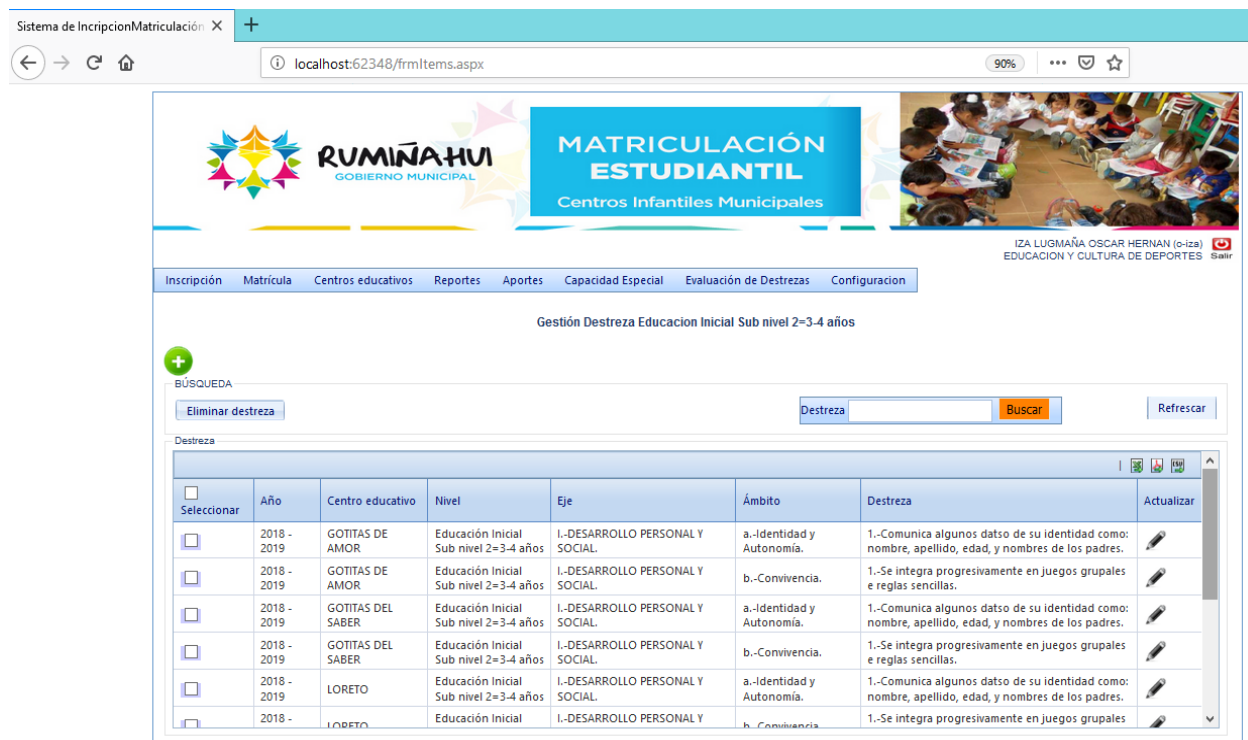 Sistema de IncripcionMatriculación
localhost:62348/frmItems.aspx
90%
RUMIÑAHUI
GOBIERNO MUNICIPAL
MATRICULACIÓN
ESTUDIANTIL
Centros Infantiles Municipales
IZA LUGMAÑA OSCAR HERNAN (o-iza)
EDUCACION Y CULTURA DE DEPORTES Salir
Inscripción Matrícula Centros educativos Reportes Aportes Capacidad Especial Evaluación de Destrezas Configuracion
Gestión Destreza Educacion Inicial Sub nivel 2=3-4 años
BÚSQUEDA
Eliminar destreza Destreza Buscar Refrescar
Destreza
Seleccionar Año Centro educativo Nivel Eje Ámbito Destreza Actualizar
2018 - GOTITAS DE Educación Inicial I.-DESARROLLO PERSONAL Y a.-Identidad y 1.-Comunica algunos datso de su identidad como:
2019 AMOR Sub nivel 2=3-4 años SOCIAL. Autonomía. nombre, apellido, edad, y nombres de los padres.
2018 - GOTITAS DE Educación Inicial I.-DESARROLLO PERSONAL Y b.-Convivencia. 1.-Se integra progresivamente en juegos grupales
2019 AMOR Sub nivel 2=3-4 años SOCIAL. e reglas sencillas.
2018 - GOTITAS DEL Educación Inicial I.-DESARROLLO PERSONAL Y a.-Identidad y 1.-Comunica algunos datso de su identidad como:
2019 SABER Sub nivel 2=3-4 años SOCIAL. Autonomía. nombre, apellido, edad, y nombres de los padres.
2018 - GOTITAS DEL Educación Inicial I.-DESARROLLO PERSONAL Y b.-Convivencia. 1.-Se integra progresivamente en juegos grupales
2019 SABER Sub nivel 2=3-4 años SOCIAL. e reglas sencillas.
2018 - LORETO Educación Inicial I.-DESARROLLO PERSONAL Y a.-Identidad y 1.-Comunica algunos datso de su identidad como:
2019 Sub nivel 2=3-4 años SOCIAL. Autonomía. nombre, apellido, edad, y nombres de los padres.
2018 - LORETO Educación Inicial I.-DESARROLLO PERSONAL Y b.-Convivencia 1.-Se integra progresivamente en juegos grupales